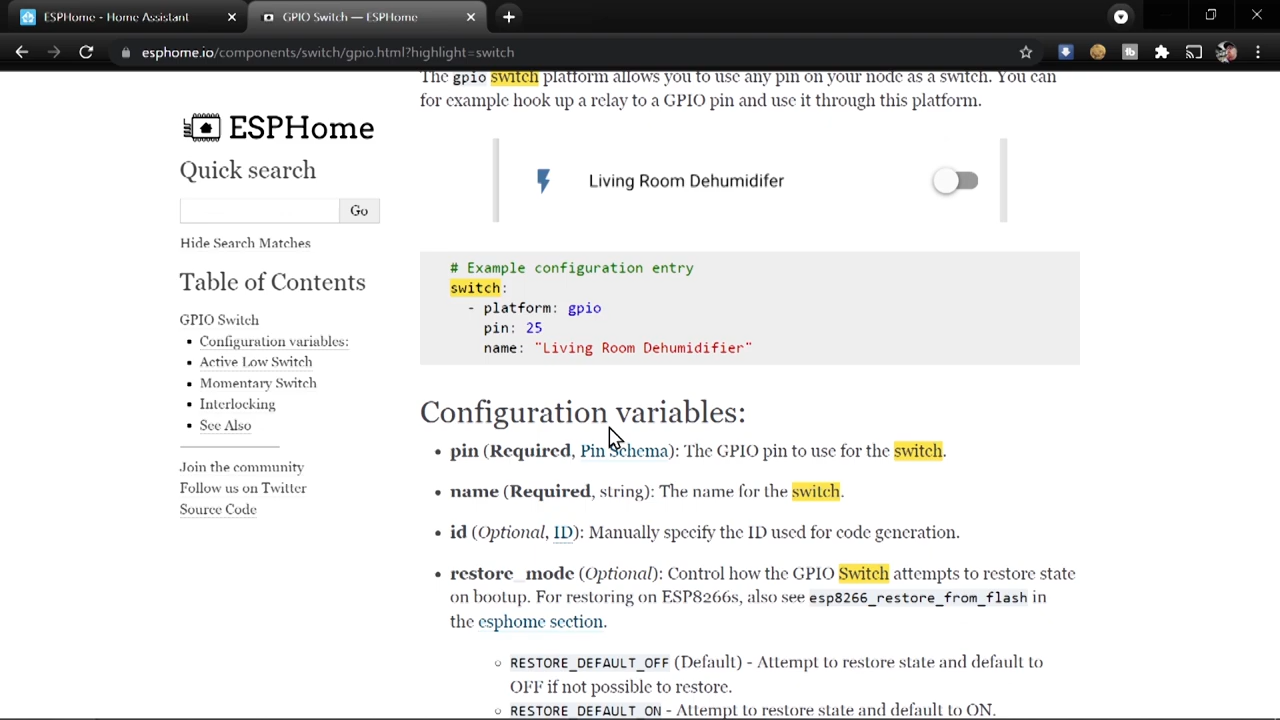 ESPHome - Home Assistant
GPIO Switch — ESPHome
esphome.io/components/switch/gpio.html?highlight=switch
ESPHome
Quick search
Go
Hide Search Matches
Table of Contents
GPIO Switch
Configuration variables:
Active Low Switch
Momentary Switch
Interlocking
See Also
Join the community
Follow us on Twitter
Source Code
The gpio switch platform allows you to use any pin on your node as a switch. You can
for example hook up a relay to a GPIO pin and use it through this platform.
Living Room Dehumidifer
# Example configuration entry
switch:
- platform: gpio
pin: 25
name: "Living Room Dehumidifier"
Configuration variables:
pin (Required, Pin Schema): The GPIO pin to use for the switch.
name (Required, string): The name for the switch.
id (Optional, ID): Manually specify the ID used for code generation.
restore_mode (Optional): Control how the GPIO Switch attempts to restore state
on bootup. For restoring on ESP8266s, also see esp8266_restore_from_flash in
the esphome section.
RESTORE_DEFAULT_OFF (Default) - Attempt to restore state and default to
OFF if not possible to restore.
RESTORE_DEFAULT_ON - Attempt to restore state and default to ON.